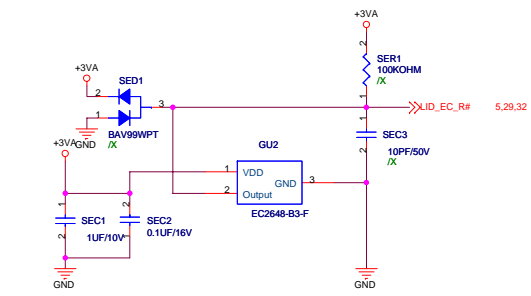 +3VA
2
SER1
100KOHM
/X
1
+3VA
SED1
2
3
1
GND
BAV99WPT
/X
LID_EC_R# 5,29,32
1
SEC3
2
10PF/50V
/X
+3VA
GU2
1 VDD
GND 3
2 Output
EC2648-B3-F
1
SEC1
2
1UF/10V
2
SEC2
1
0.1UF/16V
GND
GND